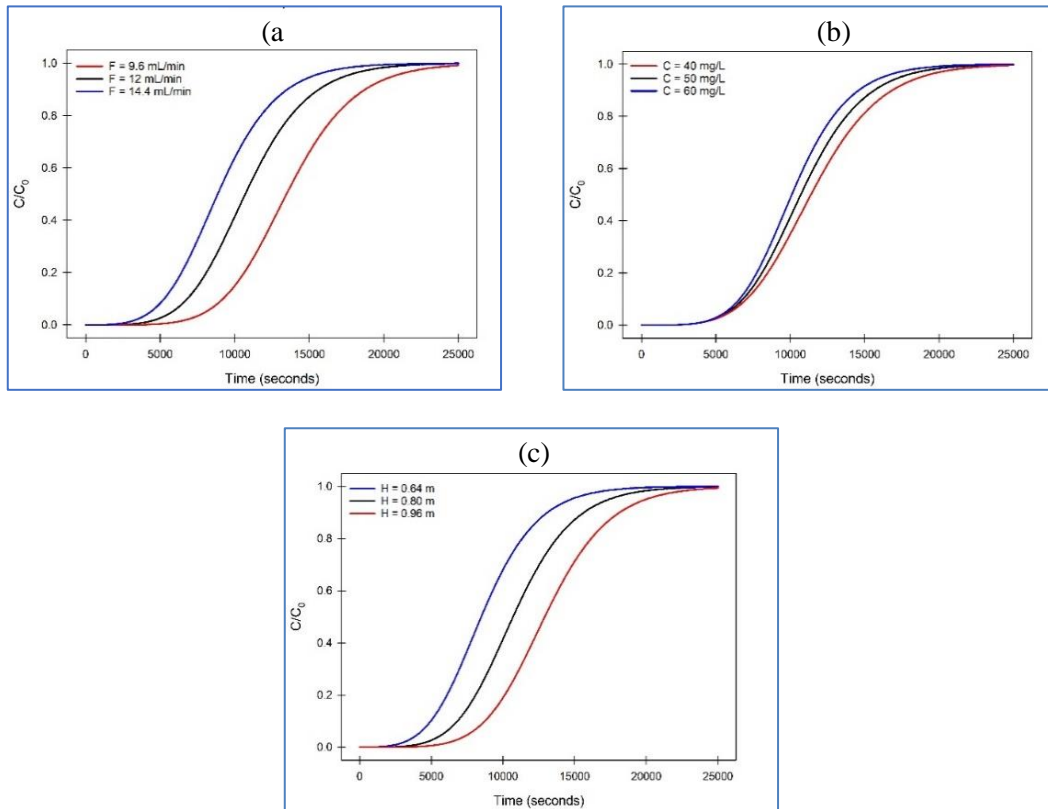 (a
F = 9.6 mL/min
F = 12 mL/min
F = 14.4 mL/min
1.0
0.8
0.6
0.4
0.2
0.0
C/C0
0
5000
10000
15000
20000
25000
Time (seconds)
(b)
C = 40 mg/L
C = 50 mg/L
C = 60 mg/L
1.0
0.8
0.6
0.4
0.2
0.0
C/C0
0
5000
10000
15000
20000
25000
Time (seconds)
(c)
H = 0.64 m
H = 0.80 m
H = 0.96 m
1.0
0.8
0.6
0.4
0.2
0.0
C/C0
0
5000
10000
15000
20000
25000
Time (seconds)